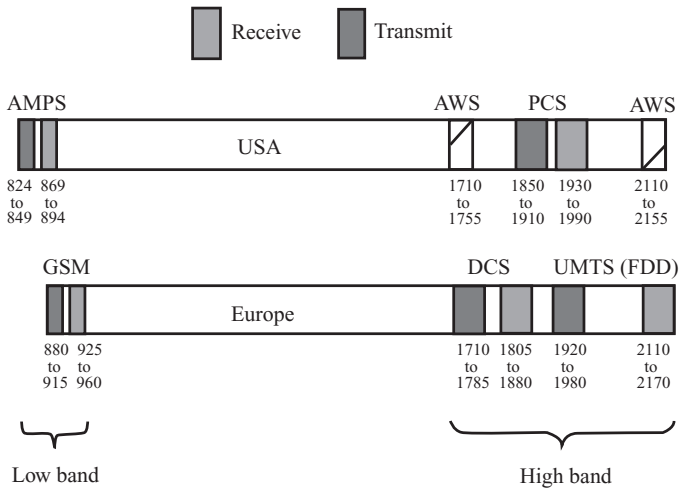 Receive Transmit
AMPS AWS PCS AWS
USA
824 869 1710 1850 1930 2110
to to to to to to
849 894 1755 1910 1990 2155
GSM DCS UMTS (FDD)
Europe
880 925 1710 1805 1920 2110
to to to to to to
915 960 1785 1880 1980 2170
Low band High band